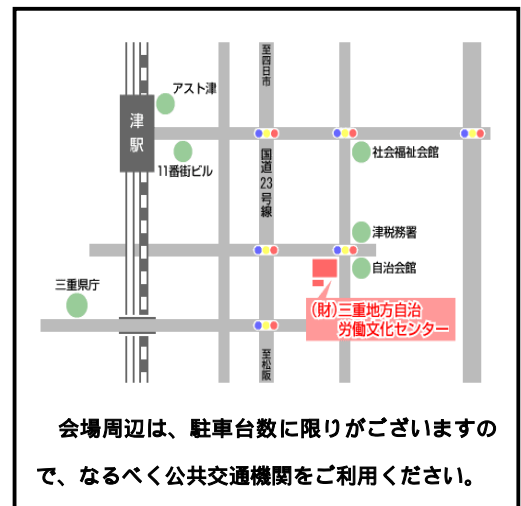 至四日市
アスト津
津駅
11番街ビル
国道23号線
社会福祉会館
津税務署
自治会館
三重県庁
(財)三重地方自治
労働文化センター
至松阪
会場周辺は、駐車台数に限りがございますの
で、なるべく公共交通機関をご利用ください。